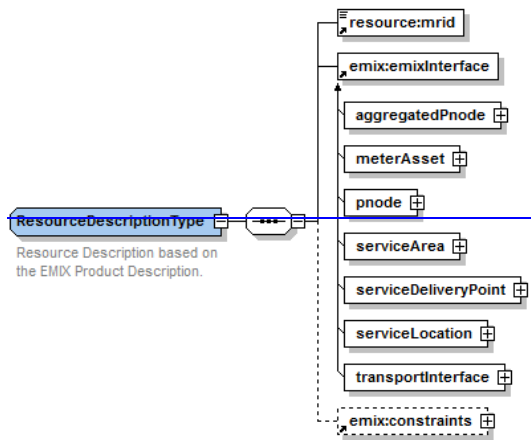 resource:mrid
emix:emixInterface
aggregatedPnode
meterAsset
pnode
ResourceDescriptionType
serviceArea
Resource Description based on
the EMIX Product Description.
serviceDeliveryPoint
serviceLocation
transportInterface
emix:constraints